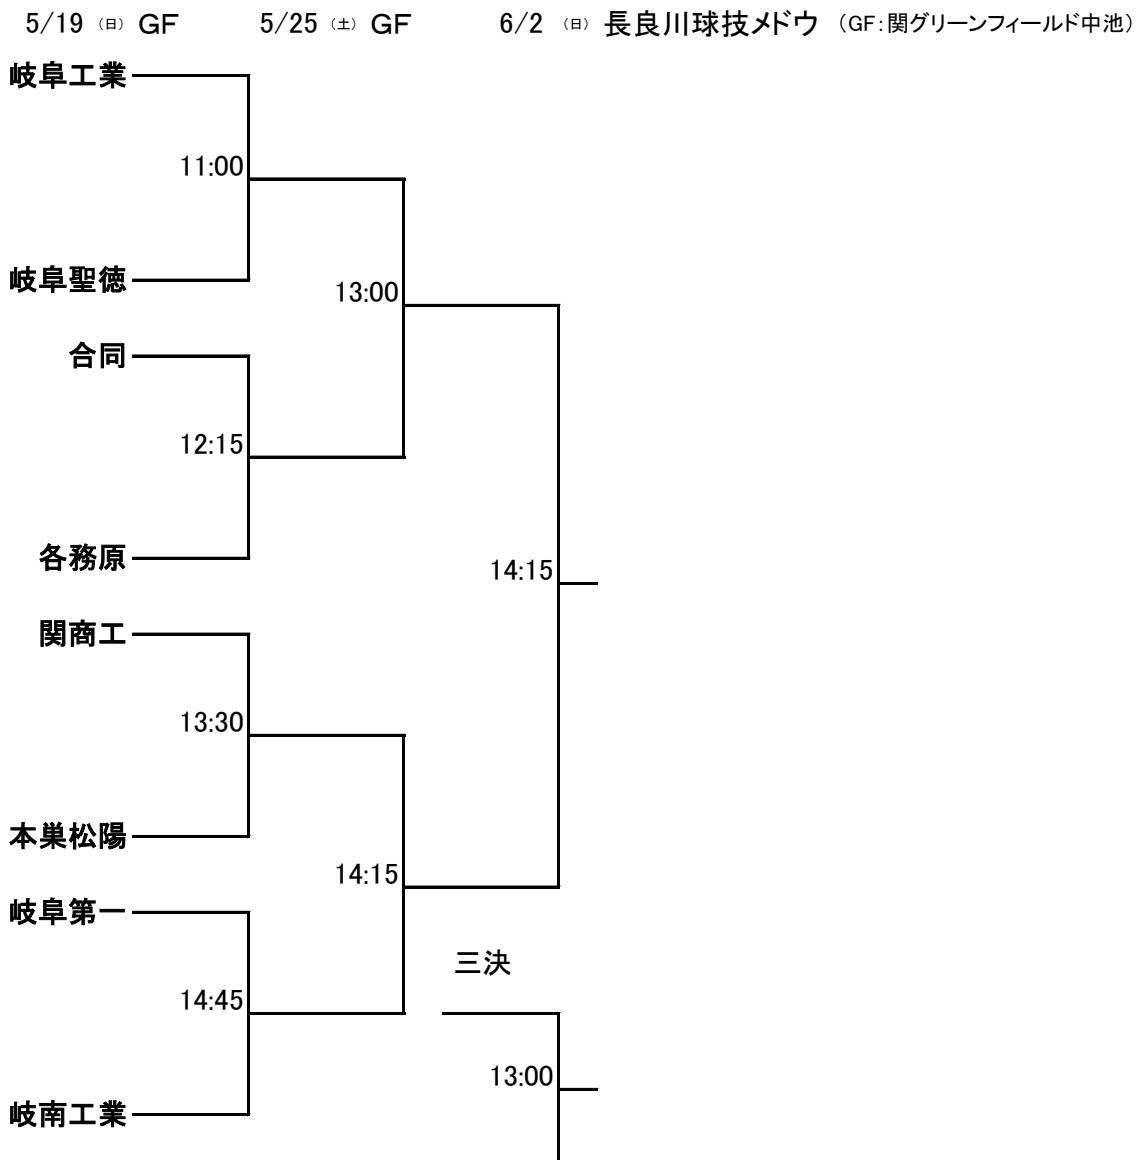 5/19 (日) GF 5/25 (土) GF 6/2 (日) 長良川球技メドウ (GF:関グリーンフィールド中池)
岐阜工業
11:00
岐阜聖徳
13:00
合同
12:15
各務原
14:15
関商工
13:30
本巣松陽
14:15
岐阜第一
三決
14:45
13:00
岐南工業